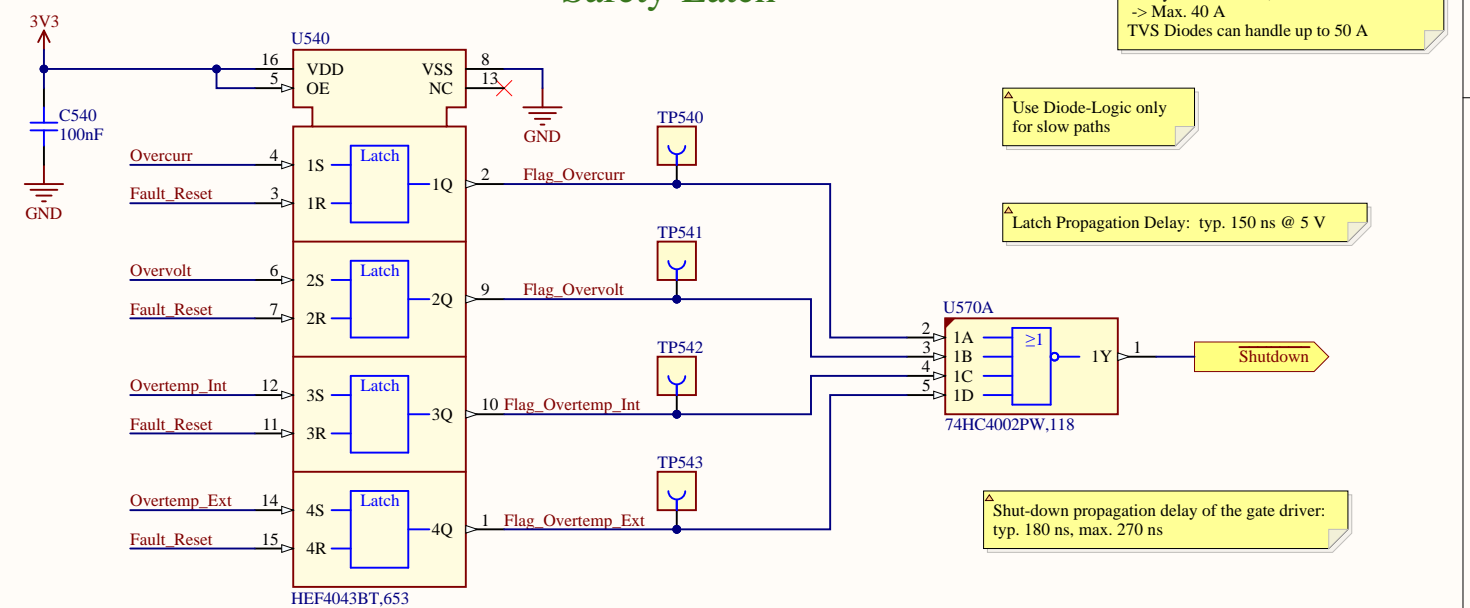 Safety Latch
-> Max. 40 A
TVS Diodes can handle up to 50 A
3V3
U540
16 VDD VSS 8
5 OE NC 13
C540
100nF
GND
GND
Use Diode-Logic only
for slow paths
TP540
Overcurr 4 1S Latch
1Q 2 Flag_Overcurr
Fault_Reset 3 1R
Latch Propagation Delay: typ. 150 ns @ 5 V
TP541
Overvolt 6 2S Latch
2Q 9 Flag_Overvolt
Fault_Reset 7 2R
U570A
2 1A ≥1
3 1B 1Y 1 Shutdown
4 1C
5 1D
74HC4002PW,118
TP542
Overtemp_Int 12 3S Latch
3Q 10 Flag_Overtemp_Int
Fault_Reset 11 3R
TP543
Overtemp_Ext 14 4S Latch
4Q 1 Flag_Overtemp_Ext
Fault_Reset 15 4R
Shut-down propagation delay of the gate driver:
typ. 180 ns, max. 270 ns
HEF4043BT,653